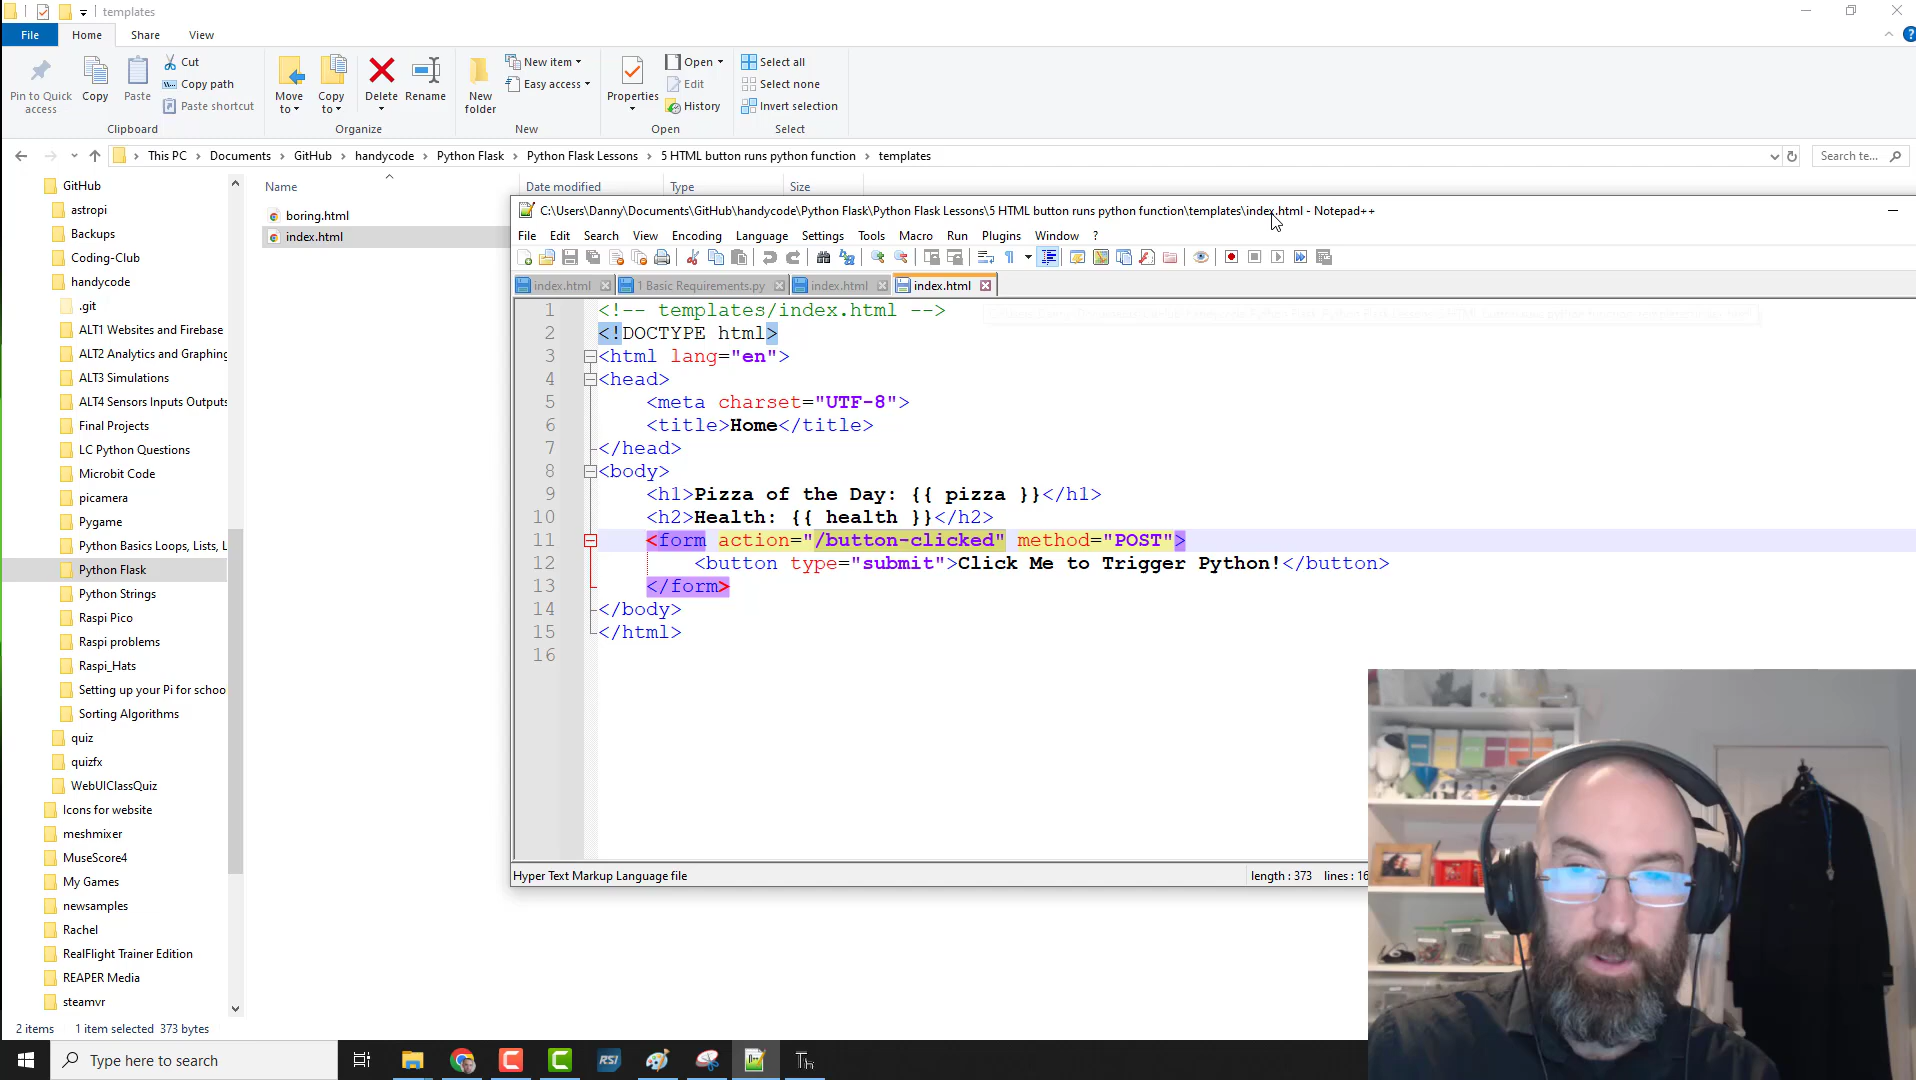 templates
File Home Share View
Pin to Quick access
Copy
Paste
Cut
Copy path
Paste shortcut
Clipboard
Move to
Copy to
Delete
Rename
Organize
New folder
New item
Easy access
New
Properties
Open
Edit
History
Open
Select all
Select none
Invert selection
Select
This PC > Documents > GitHub > handycode > Python Flask > Python Flask Lessons > 5 HTML button runs python function > templates
Search te...
Name Date modified Type Size
boring.html
index.html
GitHub
astropi
Backups
Coding-Club
handycode
.git
ALT1 Websites and Firebase
ALT2 Analytics and Graphing
ALT3 Simulations
ALT4 Sensors Inputs Outputs
Final Projects
LC Python Questions
Microbit Code
picamera
Pygame
Python Basics Loops, Lists, L
Python Flask
Python Strings
Raspi Pico
Raspi problems
Raspi_Hats
Setting up your Pi for schoo
Sorting Algorithms
quiz
quizfx
WebUIClassQuiz
Icons for website
meshmixer
MuseScore4
My Games
newsamples
Rachel
RealFlight Trainer Edition
REAPER Media
steamvr
2 items 1 item selected 373 bytes
C:\Users\Danny\Documents\GitHub\handycode\Python Flask\Python Flask Lessons\5 HTML button runs python function\templates\index.html - Notepad++
File Edit Search View Encoding Language Settings Tools Macro Run Plugins Window ?
index.html 1 Basic Requirements.py index.html index.html
1 <!-- templates/index.html -->
2 <!DOCTYPE html>
3 <html lang="en">
4 <head>
5 <meta charset="UTF-8">
6 <title>Home</title>
7 </head>
8 <body>
9 <h1>Pizza of the Day: {{ pizza }}</h1>
10 <h2>Health: {{ health }}</h2>
11 <form action="/button-clicked" method="POST">
12 <button type="submit">Click Me to Trigger Python!</button>
13 </form>
14 </body>
15 </html>
16
Hyper Text Markup Language file length : 373 lines : 16
Type here to search
RSI
Th